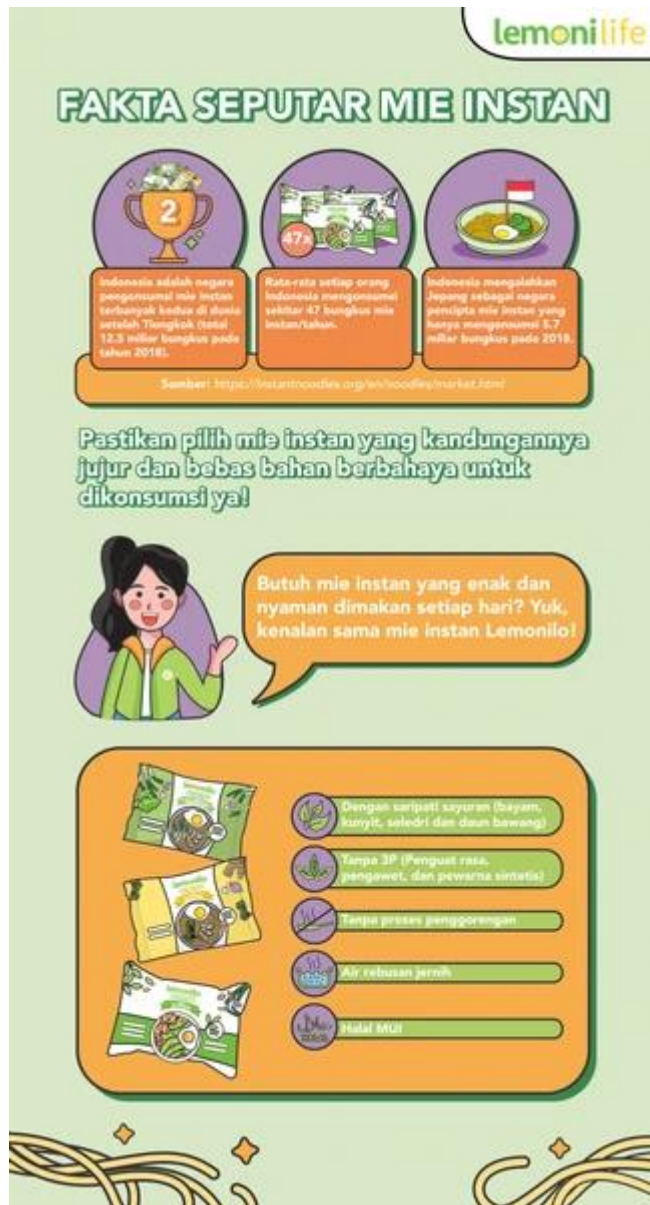 lemonilife
FAKTA SEPUTAR MIE INSTAN
2
Indonesia adalah negara
pengonsumsi mie instan
terbanyak kedua di dunia
setelah Tiongkok (total
12.5 miliar bungkus pada
tahun 2018).
47x
Rata-rata setiap orang
Indonesia mengonsumsi
sekitar 47 bungkus mie
instan/tahun.
Indonesia mengalahkan
Jepang sebagai negara
pencipta mie instan yang
hanya mengonsumsi 5.7
miliar bungkus pada 2018.
Sumber: https://instantnoodles.org/en/noodles/market.html
Pastikan pilih mie instan yang kandungannya
jujur dan bebas bahan berbahaya untuk
dikonsumsi ya!
Butuh mie instan yang enak dan
nyaman dimakan setiap hari? Yuk,
kenalan sama mie instan Lemonilo!
lemonilo
lemonilo
lemonilo
Dengan saripati sayuran (bayam,
kunyit, seledri dan daun bawang)
Tanpa 3P (Penguat rasa,
pengawet, dan pewarna sintetis)
Tanpa proses penggorengan
Air rebusan jernih
Halal MUI